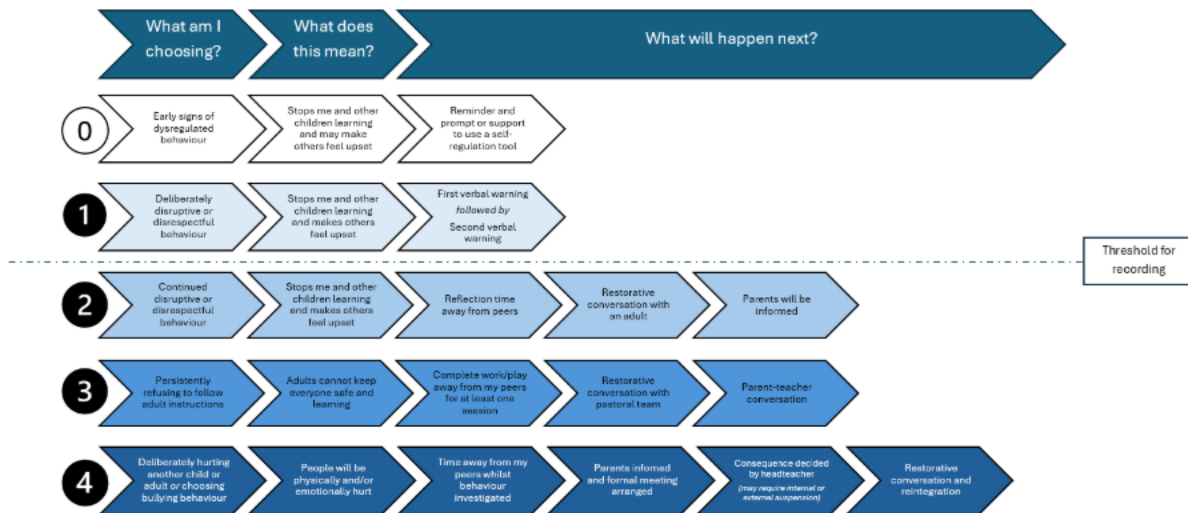 What am I
choosing?
What does
this mean?
What will happen next?
0
Early signs of
dysregulated
behaviour
Stops me and other
children learning
and may make
others feel upset
Reminder and
prompt or support
to use a self-
regulation tool
1
Deliberately
disruptive or
disrespectful
behaviour
Stops me and other
children learning
and makes others
feel upset
First verbal warning
followed by
Second verbal
warning
Threshold for
recording
2
Continued
disruptive or
disrespectful
behaviour
Stops me and other
children learning
and makes others
feel upset
Reflection time
away from peers
Restorative
conversation with
an adult
Parents will be
informed
3
Persistently
refusing to follow
adult instructions
Adults cannot keep
everyone safe and
learning
Complete work/play
away from my peers
for at least one
session
Restorative
conversation with
pastoral team
Parent-teacher
conversation
4
Deliberately hurting
another child or
adult or choosing
bullying behaviour
People will be
physically and/or
emotionally hurt
Time away from my
peers whilst
behaviour
investigated
Parents informed
and formal meeting
arranged
Consequence decided
by headteacher
(may require internal or
external suspension)
Restorative
conversation and
reintegration